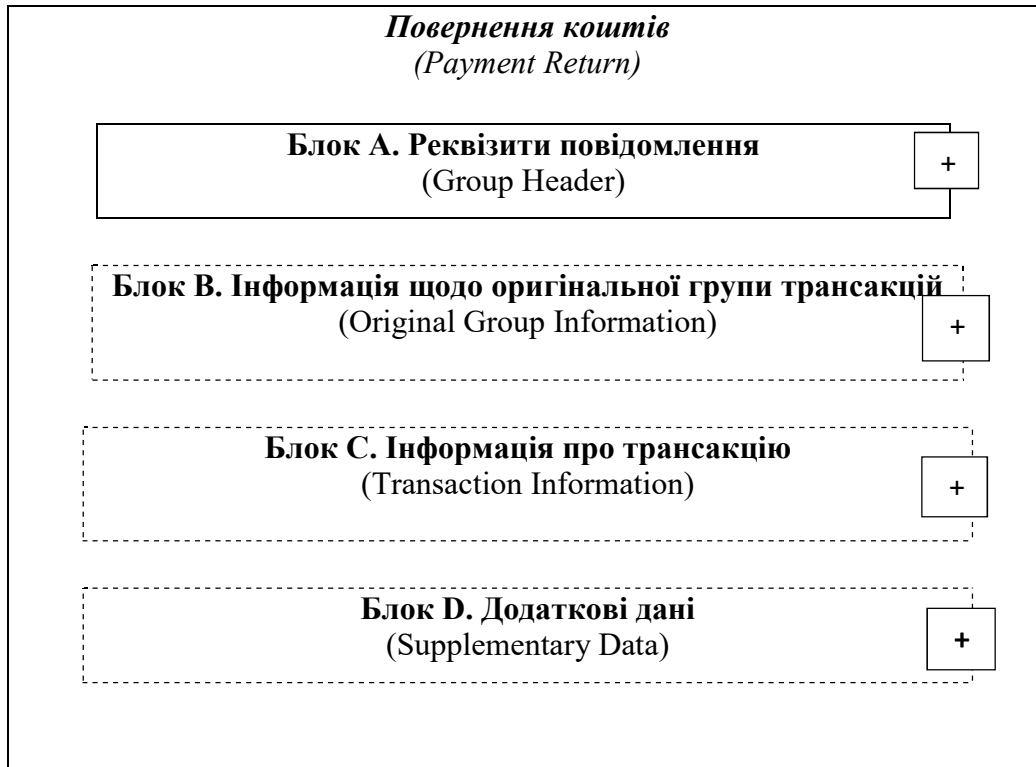 Повернення коштів
(Payment Return)
Блок А. Реквізити повідомлення
(Group Header)
+
Блок В. Інформація щодо оригінальної групи трансакцій
(Original Group Information)
+
Блок С. Інформація про трансакцію
(Transaction Information)
+
Блок D. Додаткові дані
(Supplementary Data)
+